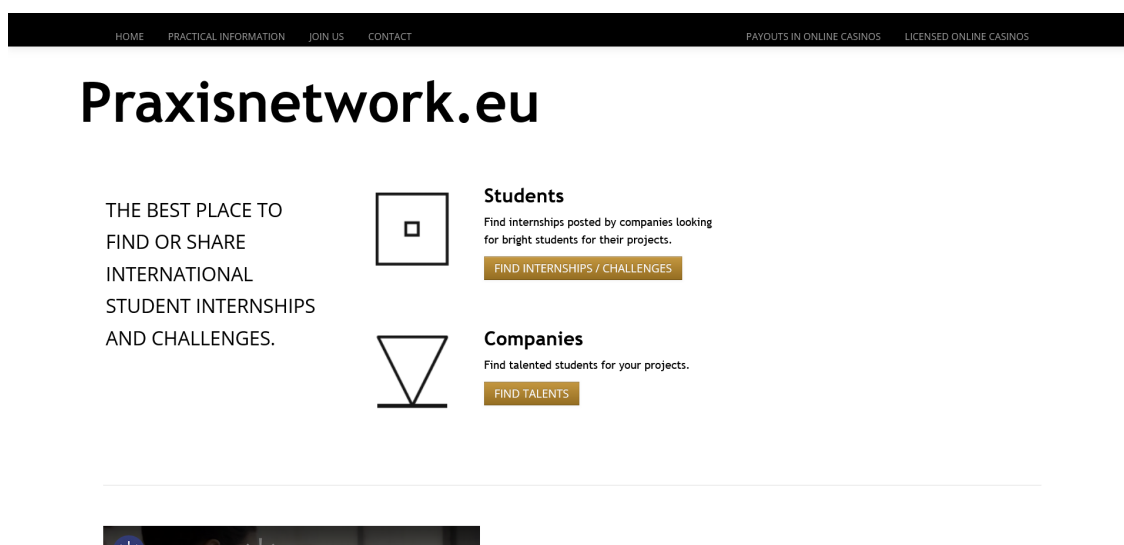 HOME PRACTICAL INFORMATION JOIN US CONTACT PAYOUTS IN ONLINE CASINOS LICENSED ONLINE CASINOS
Praxisnetwork.eu
THE BEST PLACE TO
FIND OR SHARE
INTERNATIONAL
STUDENT INTERNSHIPS
AND CHALLENGES.
Students
Find internships posted by companies looking
for bright students for their projects.
FIND INTERNSHIPS / CHALLENGES
Companies
Find talented students for your projects.
FIND TALENTS